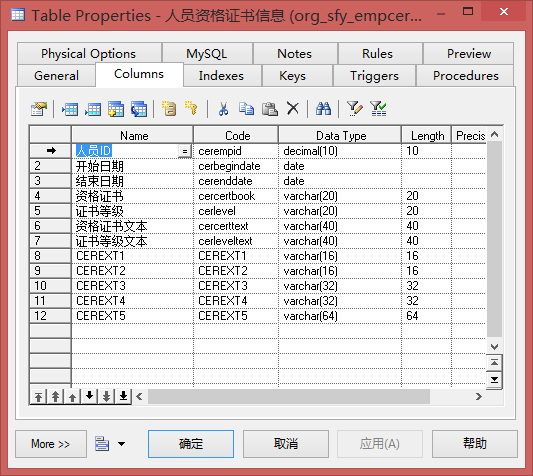 Table Properties - 人员资格证书信息 (org_sfy_empcer...
Physical Options MySQL Notes Rules Preview
General Columns Indexes Keys Triggers Procedures
Name Code Data Type Length Precis
人员ID = cerempid decimal(10) 10
2 开始日期 cerbegindate date
3 结束日期 cerenddate date
4 资格证书 cercertbook varchar(20) 20
5 证书等级 cerlevel varchar(20) 20
6 资格证书文本 cercerttext varchar(40) 40
7 证书等级文本 cerleveltext varchar(40) 40
8 CEREXT1 CEREXT1 varchar(16) 16
9 CEREXT2 CEREXT2 varchar(16) 16
10 CEREXT3 CEREXT3 varchar(32) 32
11 CEREXT4 CEREXT4 varchar(32) 32
12 CEREXT5 CEREXT5 varchar(64) 64
More >> 确定 取消 应用(A) 帮助